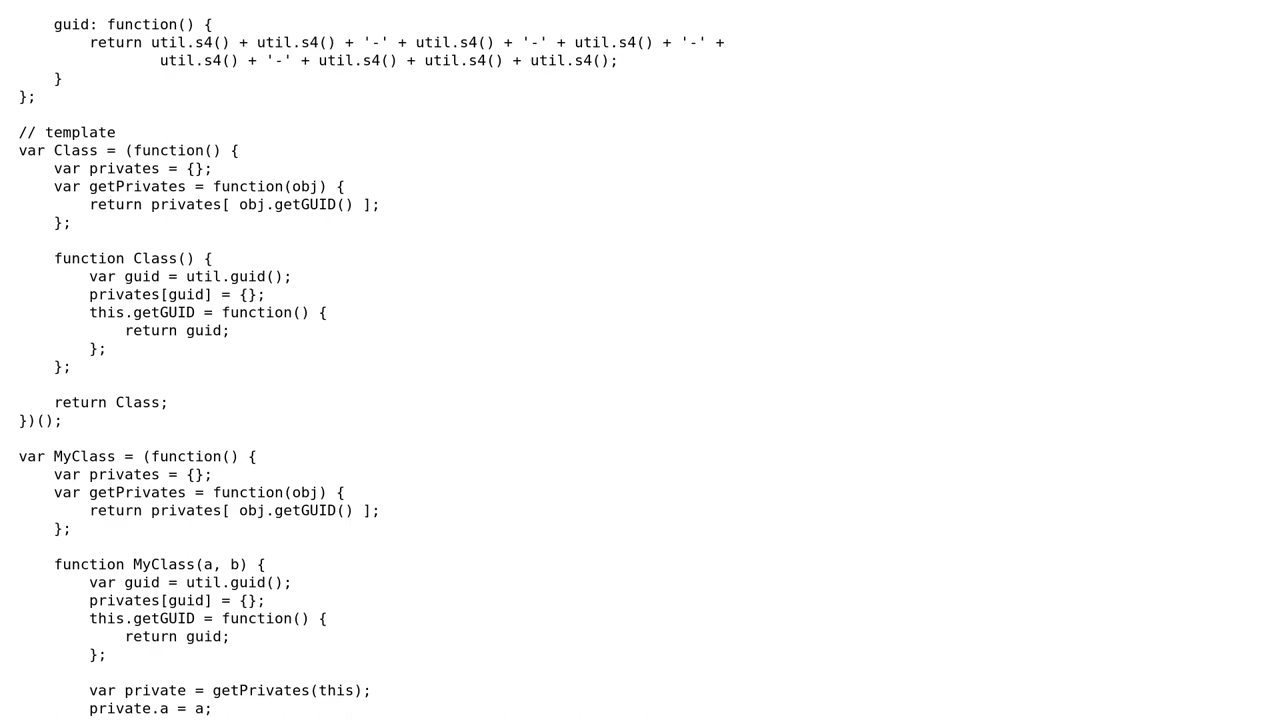 guid: function() {
        return util.s4() + util.s4() + '-' + util.s4() + '-' + util.s4() + '-' +
                util.s4() + '-' + util.s4() + util.s4() + util.s4();
    }
};

// template
var Class = (function() {
    var privates = {};
    var getPrivates = function(obj) {
        return privates[ obj.getGUID() ];
    };

    function Class() {
        var guid = util.guid();
        privates[guid] = {};
        this.getGUID = function() {
            return guid;
        };
    };

    return Class;
})();

var MyClass = (function() {
    var privates = {};
    var getPrivates = function(obj) {
        return privates[ obj.getGUID() ];
    };

    function MyClass(a, b) {
        var guid = util.guid();
        privates[guid] = {};
        this.getGUID = function() {
            return guid;
        };

        var private = getPrivates(this);
        private.a = a;